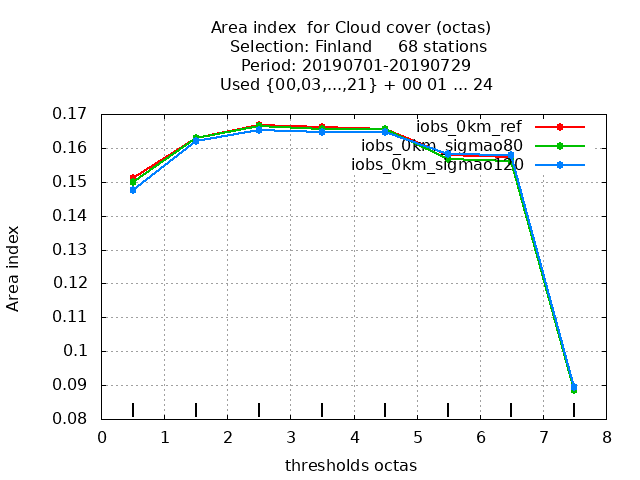 Area index  for Cloud cover (octas)
Selection: Finland     68 stations
Period: 20190701-20190729
Used {00,03,...,21} + 00 01 ... 24
0.17
iobs_0km_ref
iobs_0km_sigmao80
0.16
iobs_0km_sigmao120
0.15
0.14
0.13
0.12
0.11
0.1
0.09
0.08
Area index
0 1 2 3 4 5 6 7 8
thresholds octas